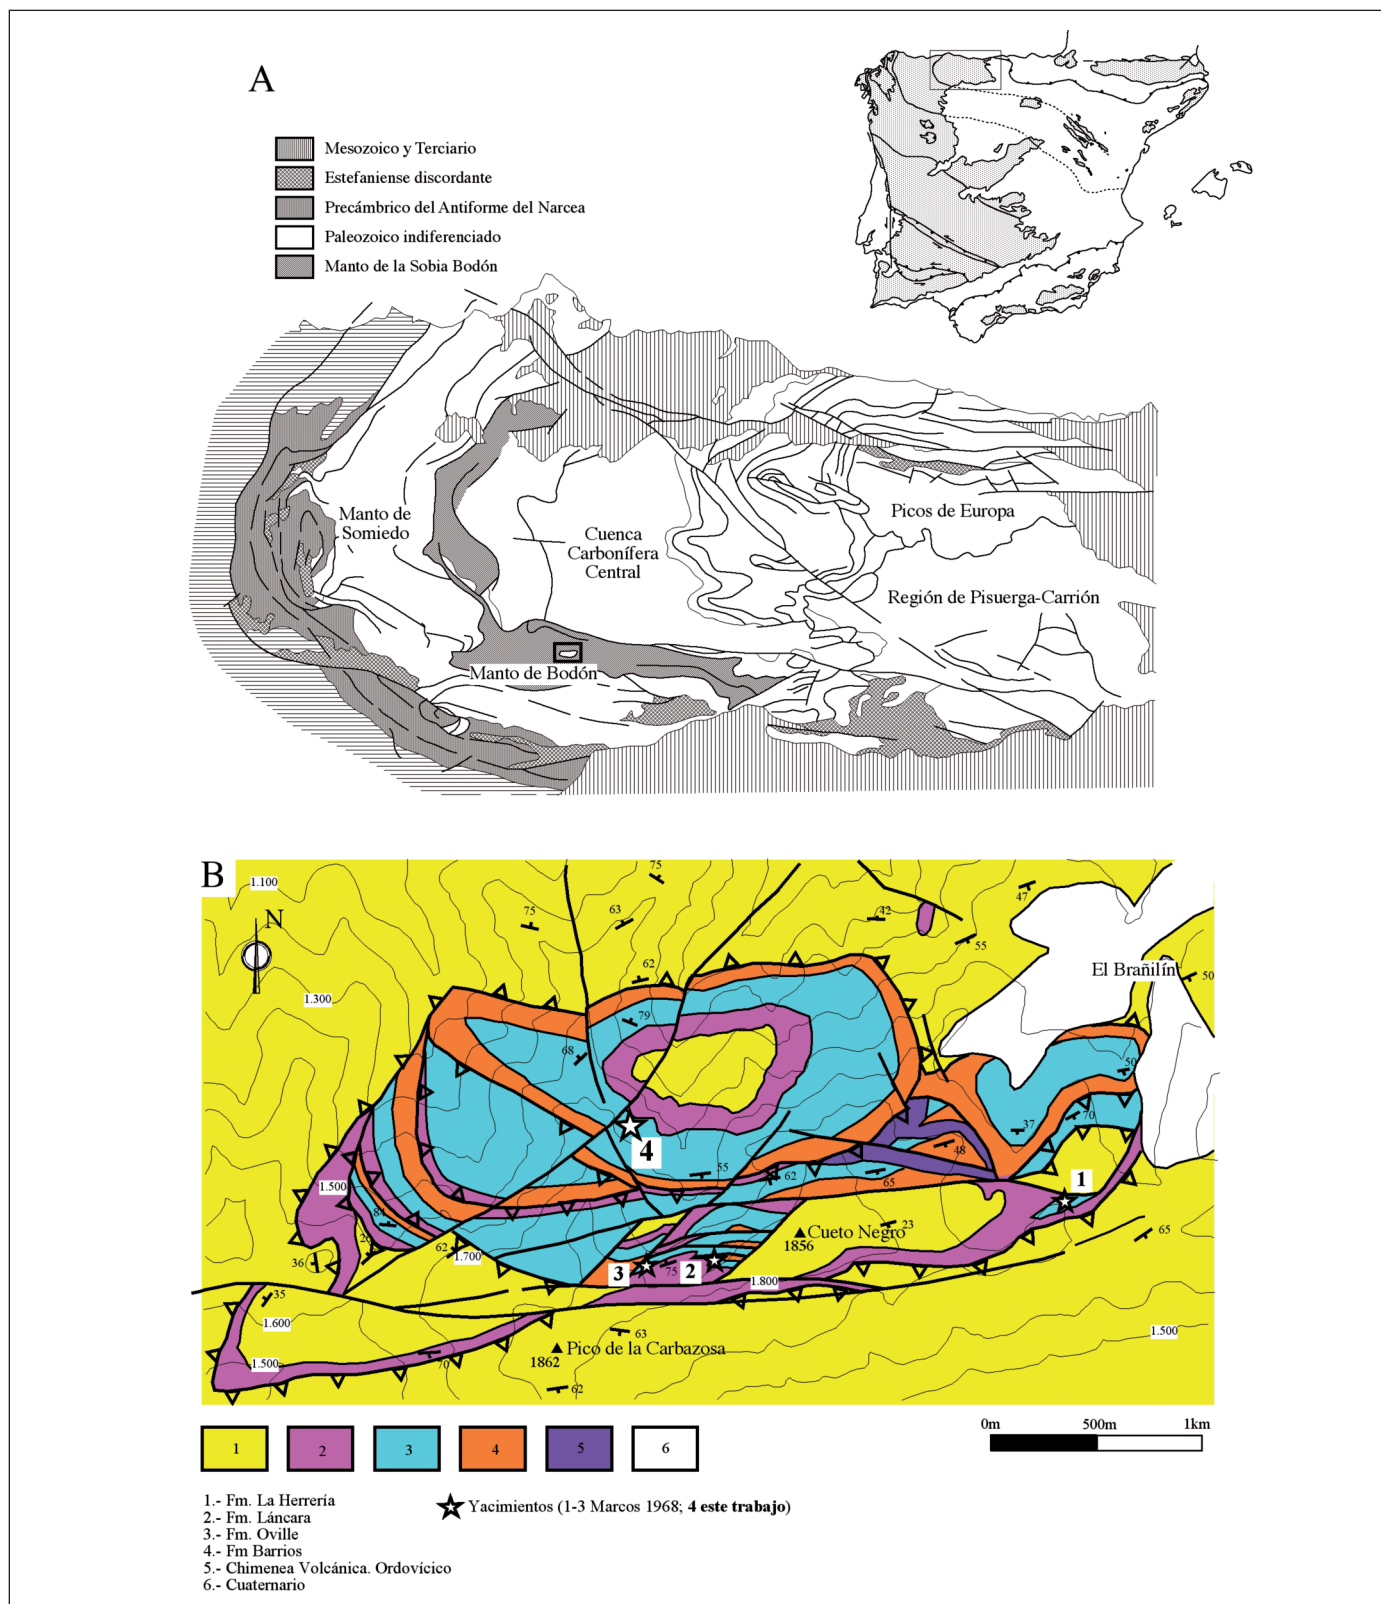 A
Mesozoico y Terciario
Estefaniense discordante
Precámbrico del Antiforme del Narcea
Paleozoico indiferenciado
Manto de la Sobia Bodón
Manto de
Somiedo
Cuenca
Carbonífera
Central
Picos de Europa
Región de Pisuerga-Carrión
Manto de Bodón
B
1.100
N
75
75
63
42
47
55
El Brañilín
50
62
1.300
79
68
50
70
37
4
48
55
62
65
1
1.500
84
62
1.700
Cueto Negro
1856
23
65
36
3
75
2
1.800
35
1.600
63
1.500
1.500
70
Pico de la Carbazosa
1862
62
1
2
3
4
5
6
0m
500m
1km
1.- Fm. La Herrería
2.- Fm. Láncara
3.- Fm. Oville
4.- Fm Barrios
5.- Chimenea Volcánica. Ordovícico
6.- Cuaternario
Yacimientos (1-3 Marcos 1968; 4 este trabajo)